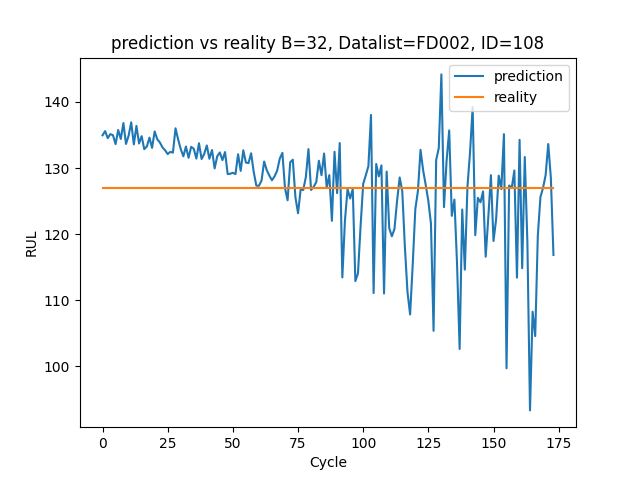 prediction vs reality B=32, Datalist=FD002, ID=108
prediction
reality
RUL
140
130
120
110
100
0 25 50 75 100 125 150 175
Cycle